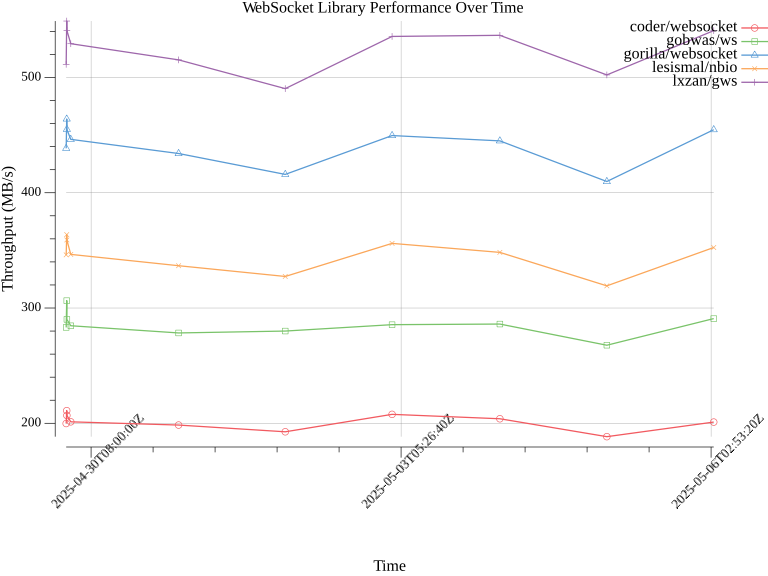 WebSocket Library Performance Over Time
coder/websocket
gobwas/ws
gorilla/websocket
lesismal/nbio
lxzan/gws
Throughput (MB/s)
500
400
300
200
2025-04-30T08:00:00Z
2025-05-03T05:26:40Z
2025-05-06T02:53:20Z
Time